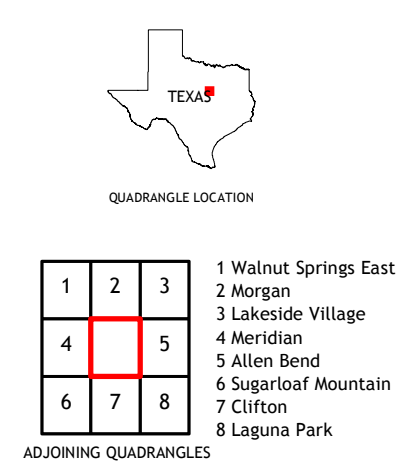 TEXAS
QUADRANGLE LOCATION
1 2 3
4 5
6 7 8
1 Walnut Springs East
2 Morgan
3 Lakeside Village
4 Meridian
5 Allen Bend
6 Sugarloaf Mountain
7 Clifton
8 Laguna Park
ADJOINING QUADRANGLES